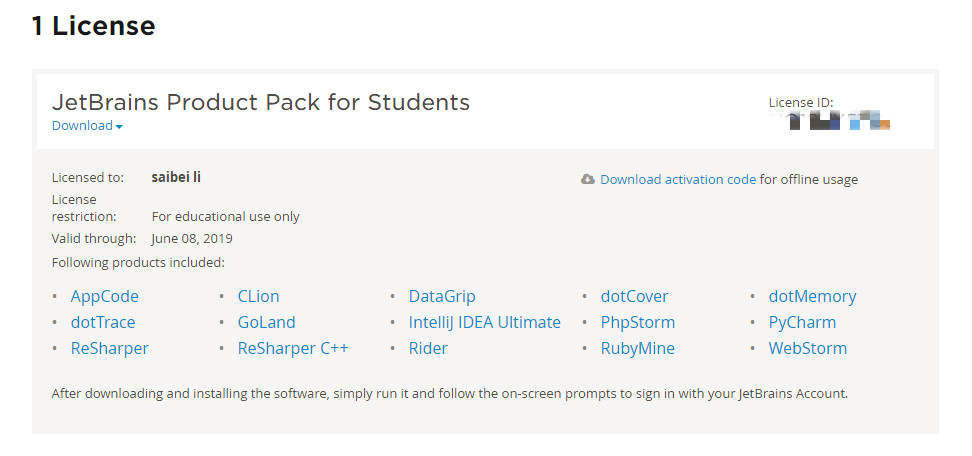 1 License
JetBrains Product Pack for Students
Download
License ID:
Licensed to: saibei li
Download activation code for offline usage
License
restriction: For educational use only
Valid through: June 08, 2019
Following products included:
• AppCode • CLion • DataGrip • dotCover • dotMemory
• dotTrace • GoLand • IntelliJ IDEA Ultimate • PhpStorm • PyCharm
• ReSharper • ReSharper C++ • Rider • RubyMine • WebStorm
After downloading and installing the software, simply run it and follow the on-screen prompts to sign in with your JetBrains Account.